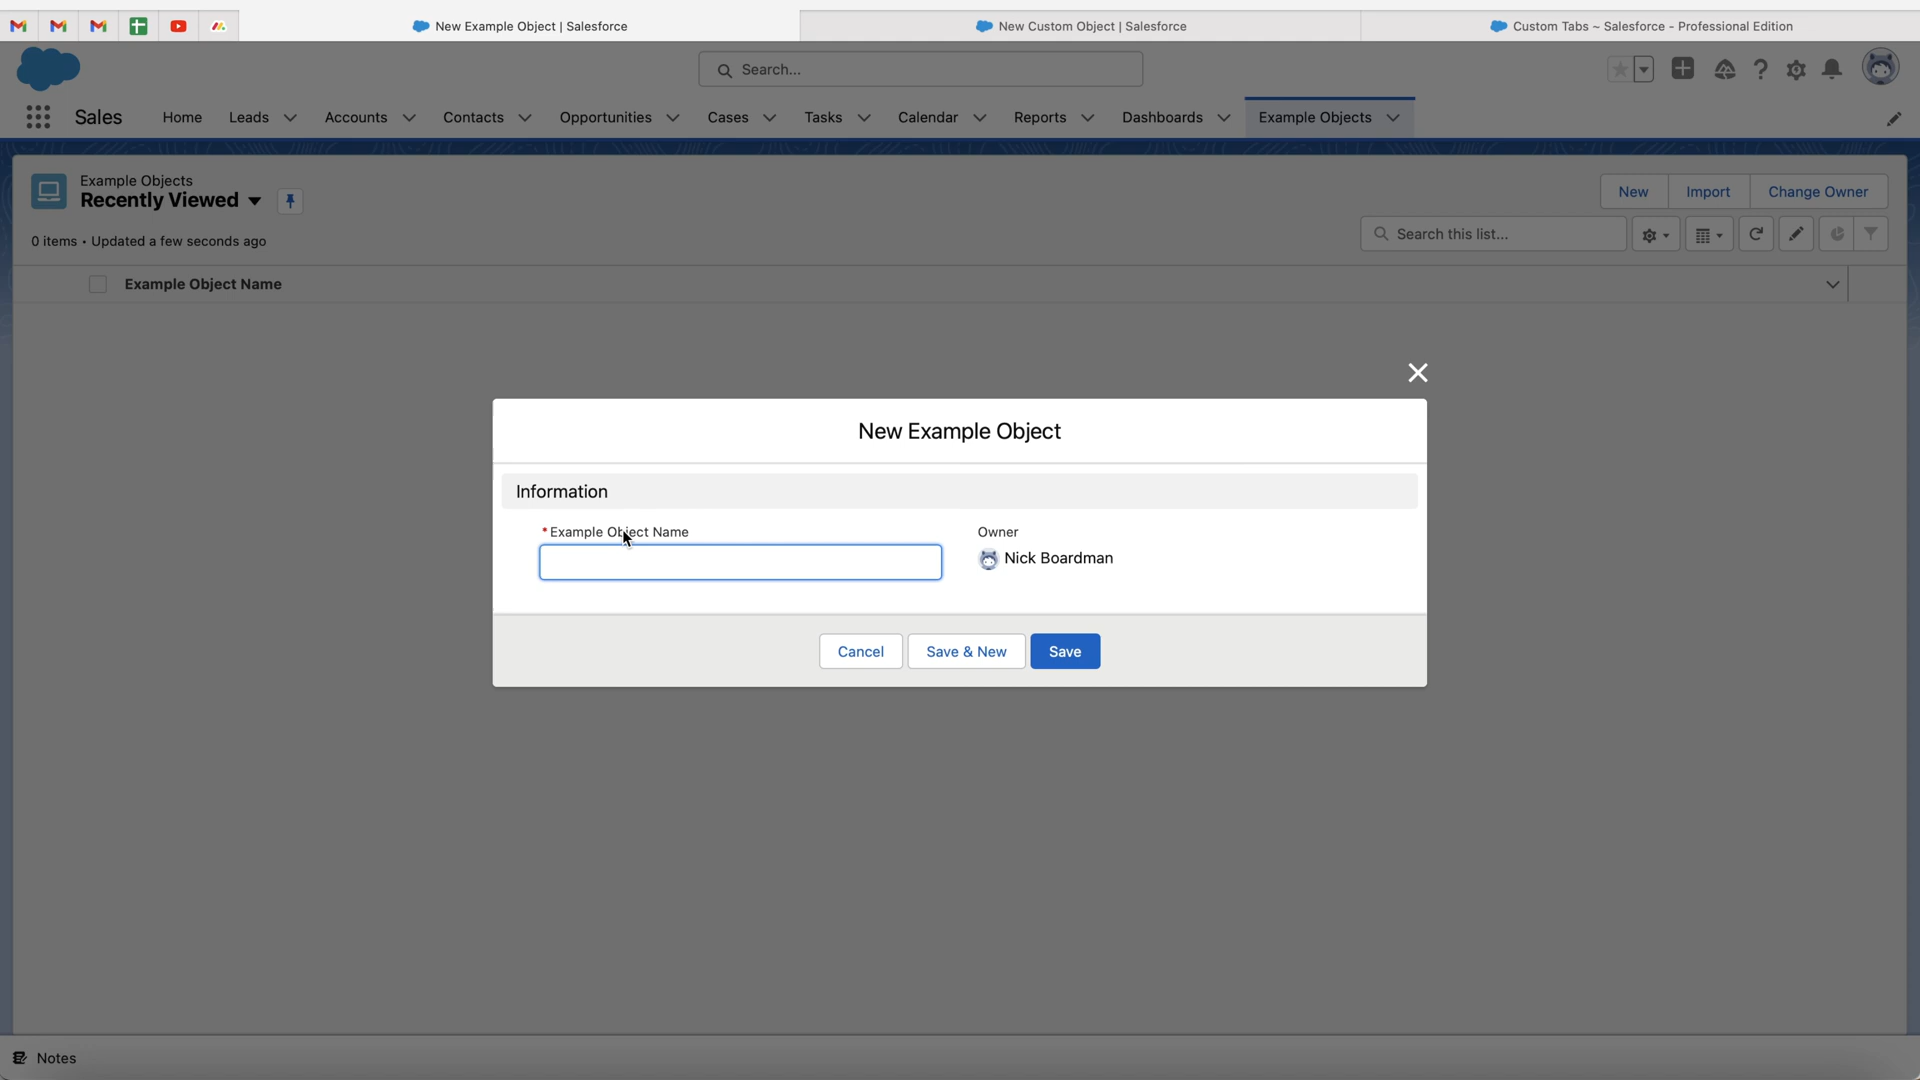 New Example Object | Salesforce
New Custom Object | Salesforce
Custom Tabs ~ Salesforce - Professional Edition
Search...
Sales
Home
Leads
Accounts
Contacts
Opportunities
Cases
Tasks
Calendar
Reports
Dashboards
Example Objects
Example Objects
Recently Viewed
New
Import
Change Owner
0 items • Updated a few seconds ago
Search this list...
Example Object Name
New Example Object
Information
* Example Object Name
Owner
Nick Boardman
Cancel
Save & New
Save
Notes